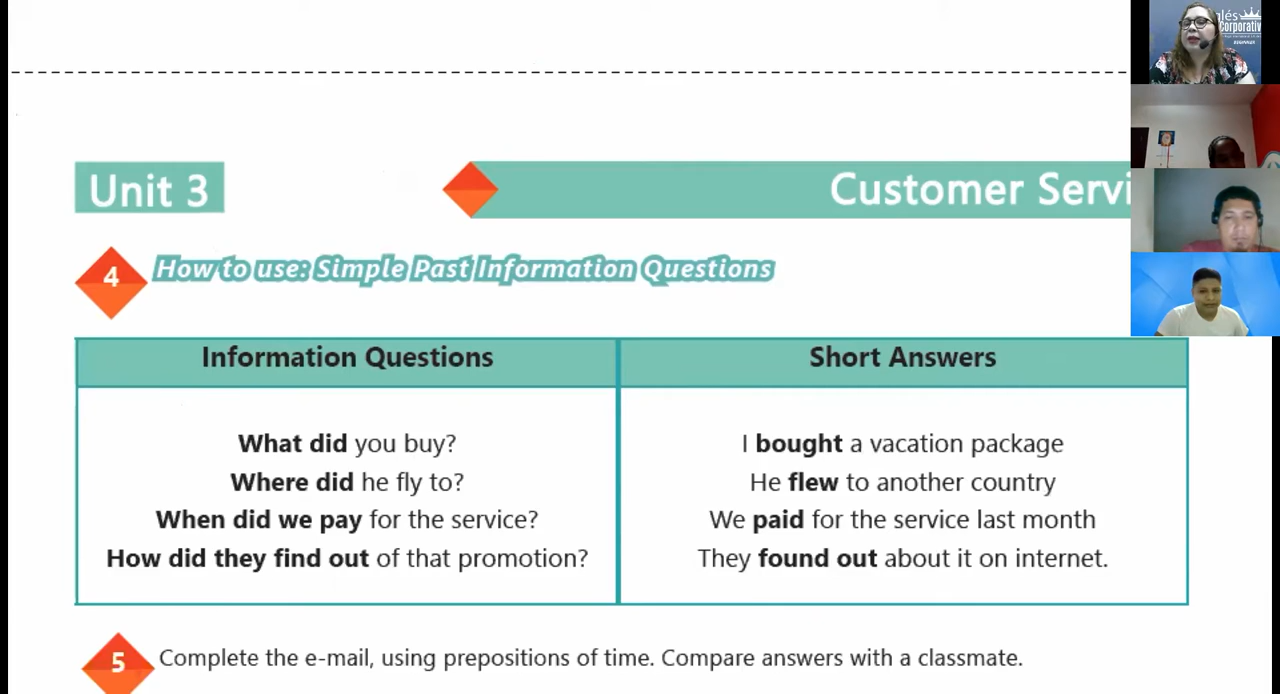 glés
Corporativ
Unit 3
Customer Servi
4
How to use: Simple Past Information Questions
Information Questions
Short Answers
What did you buy?
I bought a vacation package
Where did he fly to?
He flew to another country
When did we pay for the service?
We paid for the service last month
How did they find out of that promotion?
They found out about it on internet.
5
Complete the e-mail, using prepositions of time. Compare answers with a classmate.